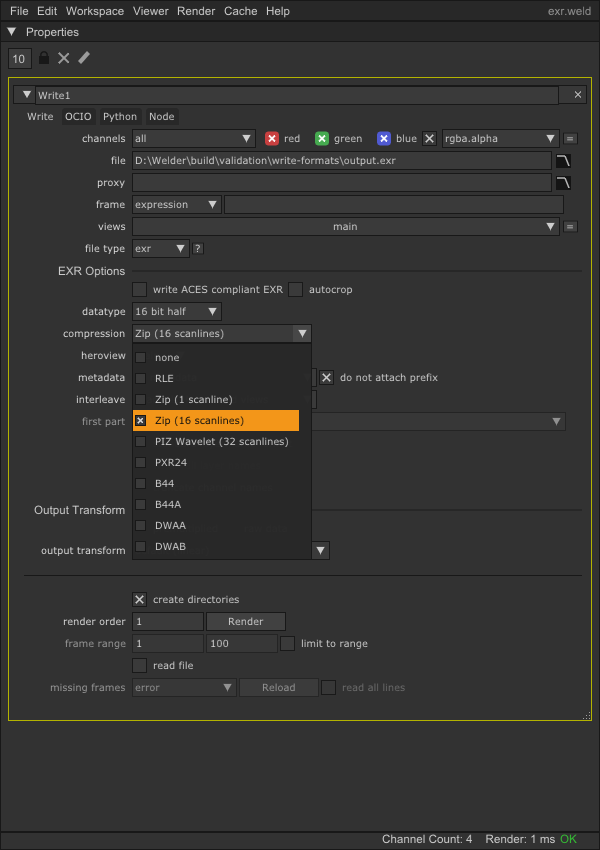 File Edit Workspace Viewer Render Cache Help exr.weld
Properties
10
Write1
Write OCIO Python Node
channels all red green blue rgba.alpha =
file D:\Welder\build\validation\write-formats\output.exr
proxy
frame expression
views main =
file type exr ?
EXR Options
write ACES compliant EXR autocrop
datatype 16 bit half
compression Zip (16 scanlines)
heroview none
metadata RLE do not attach prefix
interleave Zip (1 scanline)
first part Zip (16 scanlines)
PIZ Wavelet (32 scanlines)
PXR24
B44
B44A
Output Transform
DWAA
output transform DWAB
create directories
render order 1 Render
frame range 1 100 limit to range
read file
missing frames error Reload read all lines
Channel Count: 4 Render: 1 ms OK